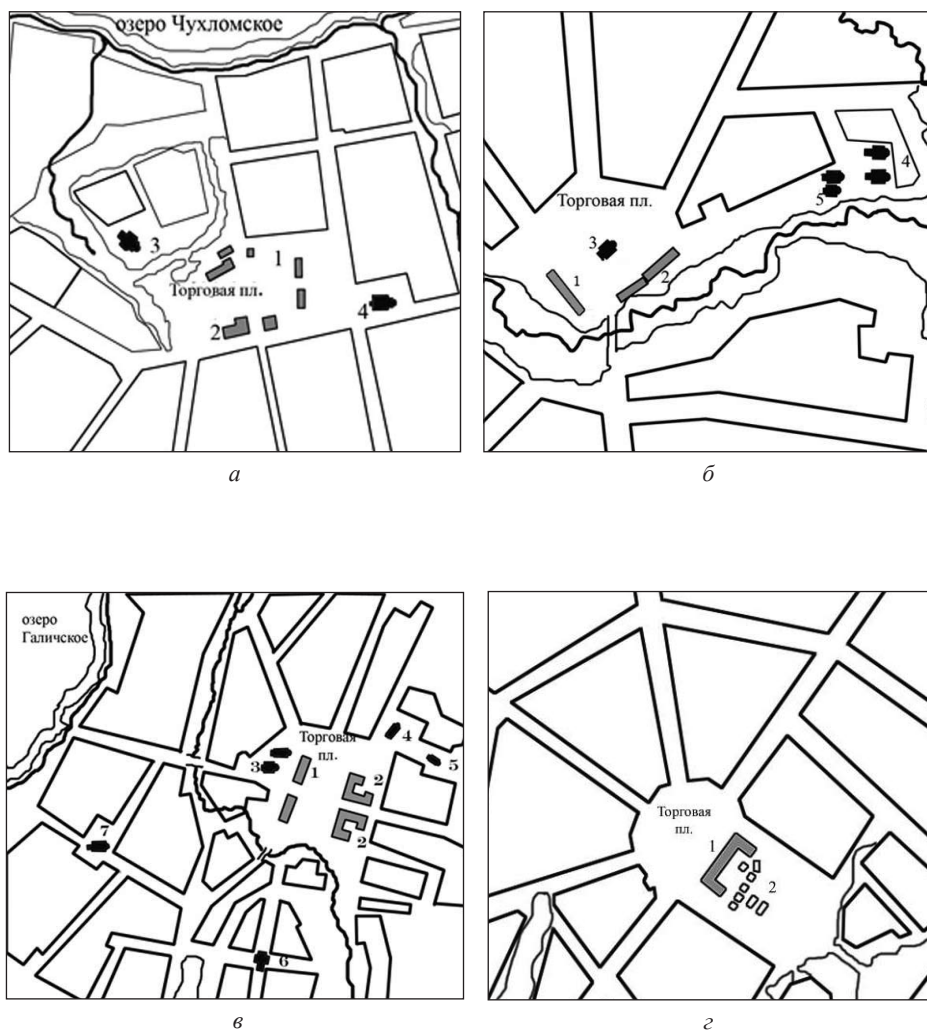 озеро Чухломское
3
1
Торговая пл.
2
4
а
Торговая пл.
4
5
3
1
2
б
озеро
Галичское
Торговая
пл.
4
3
1
2
5
2
7
6
в
Торговая
пл.
1
2
г